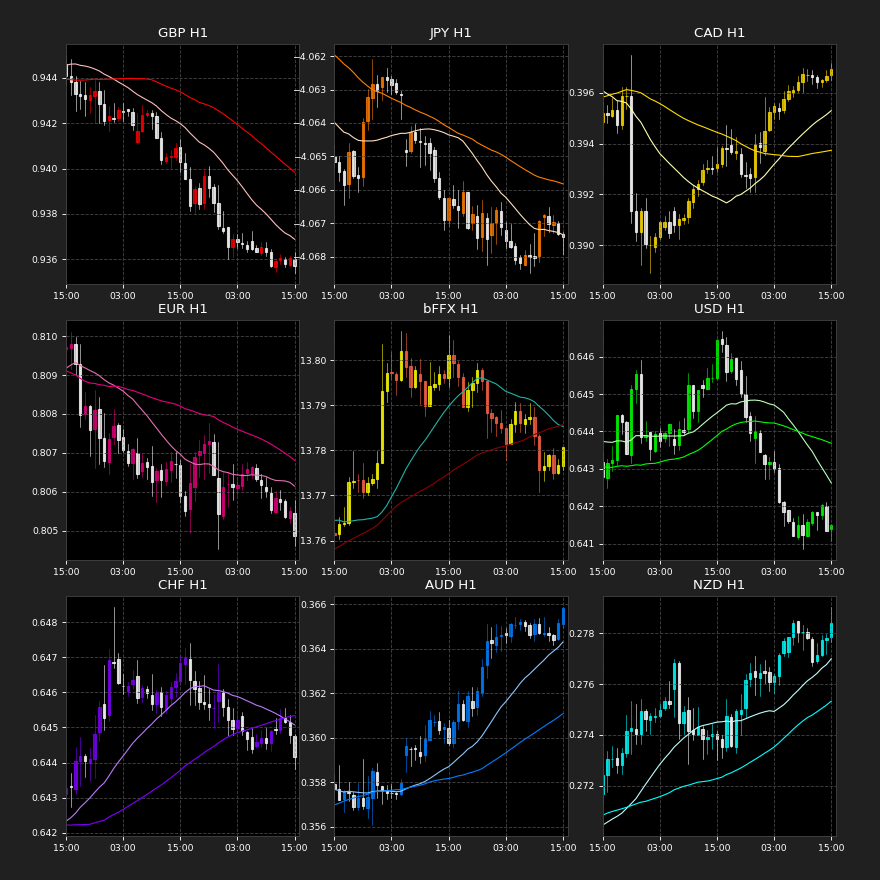 GBP H1
0.944
0.942
0.940
0.938
0.936
15:00 03:00 15:00 03:00 15:00
JPY H1
−4.062
−4.063
−4.064
−4.065
−4.066
−4.067
−4.068
15:00 03:00 15:00 03:00 15:00
CAD H1
0.396
0.394
0.392
0.390
15:00 03:00 15:00 03:00 15:00
EUR H1
0.810
0.809
0.808
0.807
0.806
0.805
15:00 03:00 15:00 03:00 15:00
bFFX H1
13.80
13.79
13.78
13.77
13.76
15:00 03:00 15:00 03:00 15:00
USD H1
0.646
0.645
0.644
0.643
0.642
0.641
15:00 03:00 15:00 03:00 15:00
CHF H1
0.648
0.647
0.646
0.645
0.644
0.643
0.642
15:00 03:00 15:00 03:00 15:00
AUD H1
0.366
0.364
0.362
0.360
0.358
0.356
15:00 03:00 15:00 03:00 15:00
NZD H1
0.278
0.276
0.274
0.272
15:00 03:00 15:00 03:00 15:00